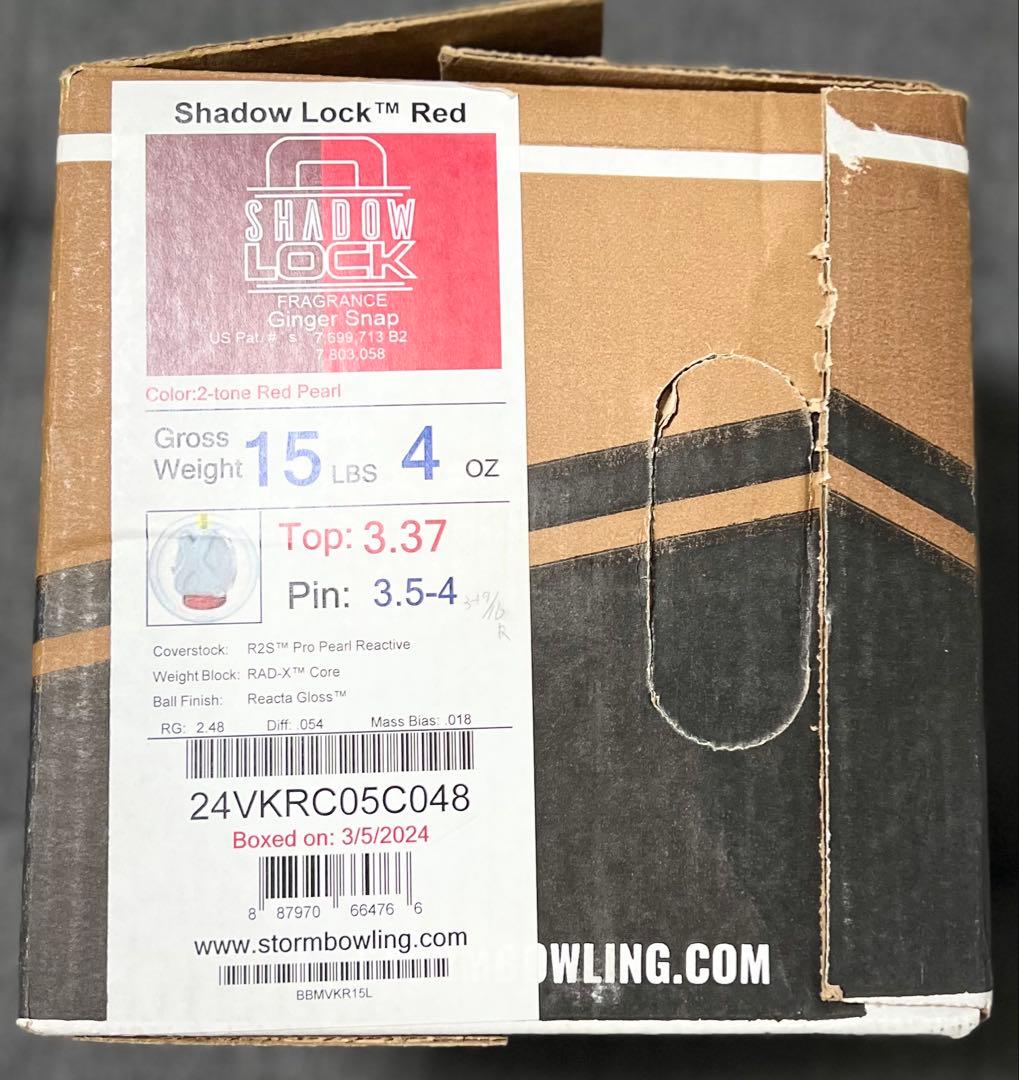 Shadow Lock™ Red
SHADOW
LOCK
FRAGRANCE
Ginger Snap
US Pat. # s 7,699,713 B2
7,803,058
Color:2-tone Red Pearl
Gross Weight 15 LBS 4 OZ
Top: 3.37
Pin: 3.5-4
Coverstock: R2S™ Pro Pearl Reactive
Weight Block: RAD-X™ Core
Ball Finish: Reacta Gloss™
RG: 2.48 Diff: .054 Mass Bias: .018
24VKRC05C048
Boxed on: 3/5/2024
8 87970 66476 6
www.stormbowling.com
BBMVKR15L
OWLING.COM